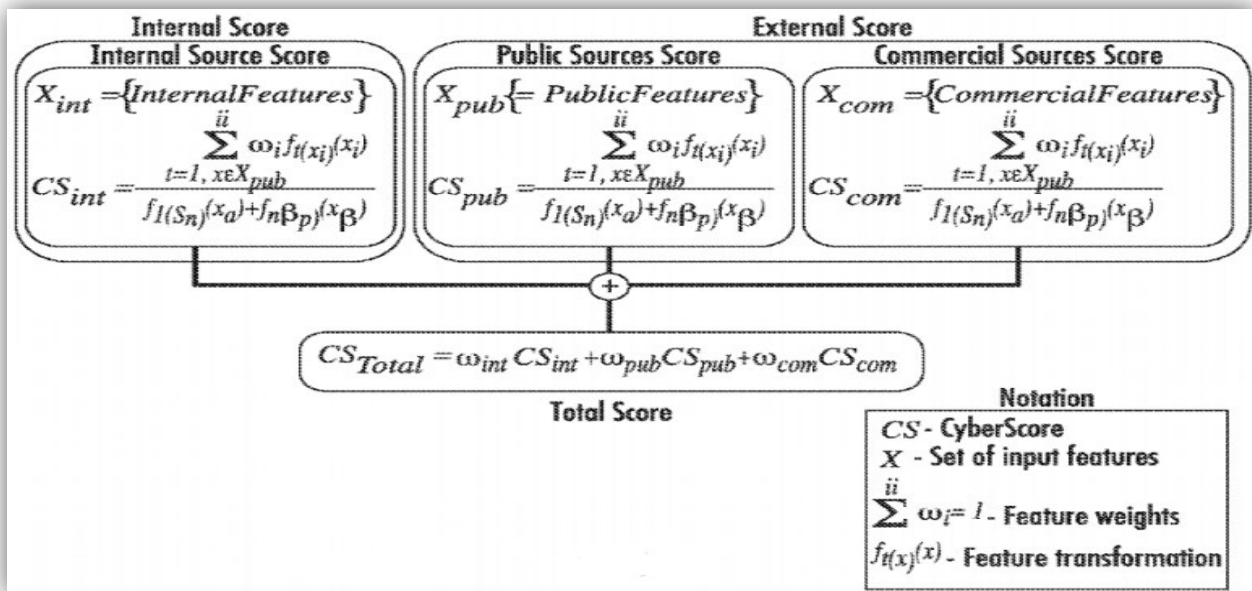 Internal Score
External Score
Internal Source Score
Public Sources Score
Commercial Sources Score
X_int ={InternalFeatures}
X_pub{= PublicFeatures}
X_com ={CommercialFeatures}
CS_int = ii ∑ t=1, xεX_pub ω_i f_t(x_i)(x_i) / f_1(S_n)(x_a)+f_nβ_p)(x_β)
CS_pub = ii ∑ t=1, xεX_pub ω_i f_t(x_i)(x_i) / f_1(S_n)(x_a)+f_nβ_p)(x_β)
CS_com= ii ∑ t=1, xεX_pub ω_i f_t(x_i)(x_i) / f_1(S_n)(x_a)+f_nβ_p)(x_β)
+
CS_Total =ω_int CS_int +ω_pub CS_pub+ω_com CS_com
Total Score
Notation
CS - CyberScore
X - Set of input features
ii ∑ ω_i= 1 - Feature weights
f_t(x)(x) - Feature transformation